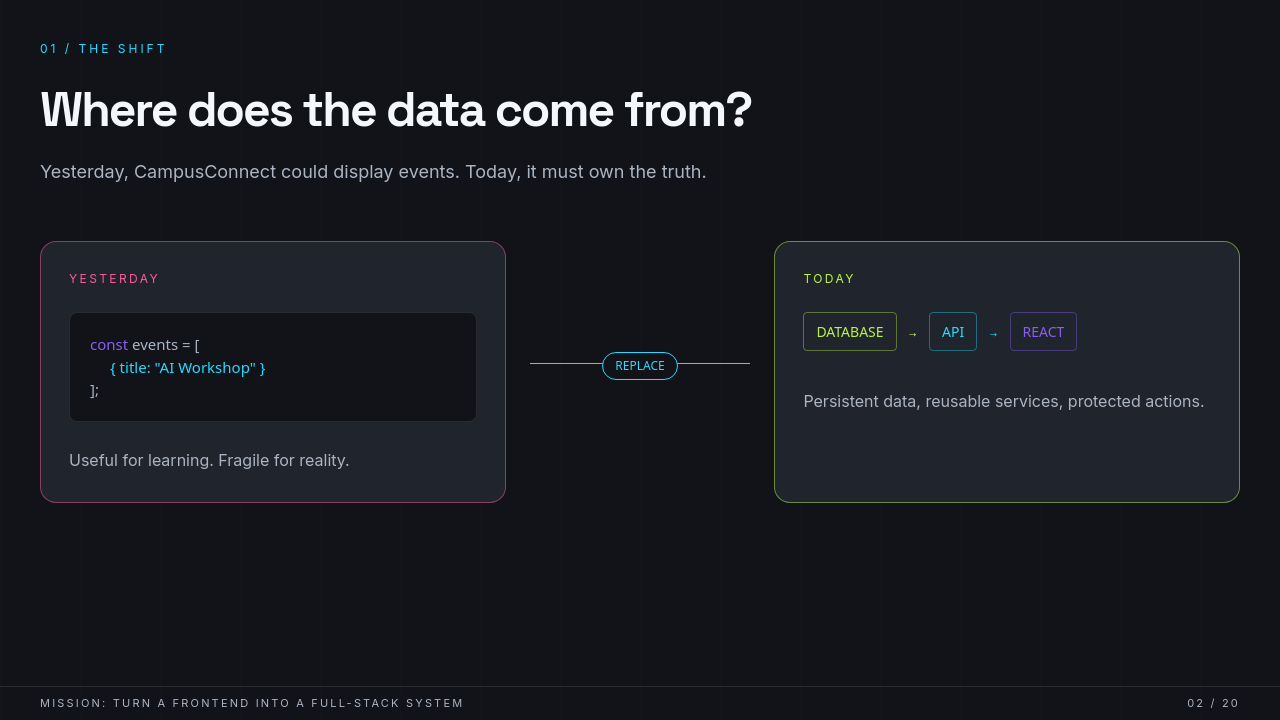 01 / THE SHIFT
Where does the data come from?
Yesterday, CampusConnect could display events. Today, it must own the truth.
YESTERDAY
const events = [
{ title: "AI Workshop" }
];
Useful for learning. Fragile for reality.
REPLACE
TODAY
DATABASE → API → REACT
Persistent data, reusable services, protected actions.
MISSION: TURN A FRONTEND INTO A FULL-STACK SYSTEM
02 / 20